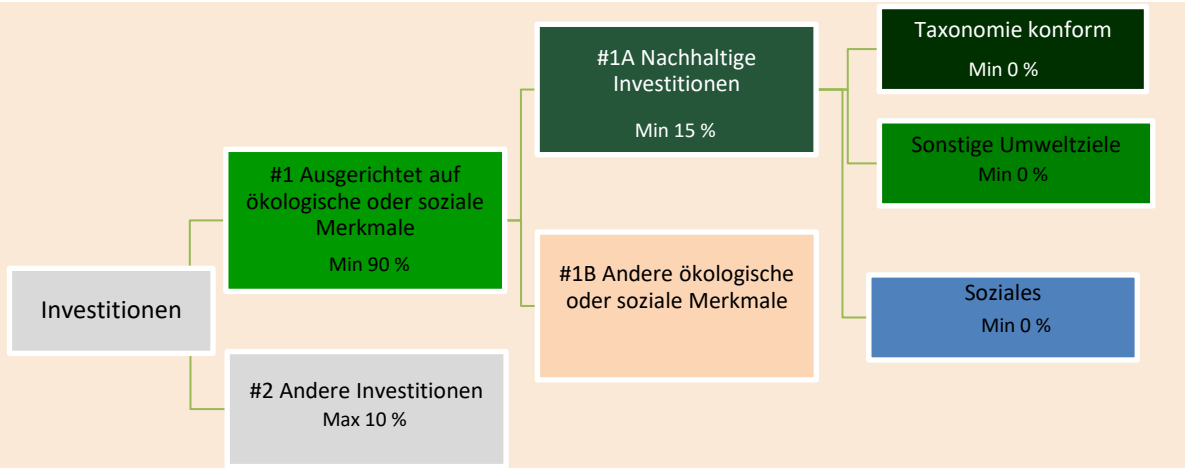 Investitionen
#1 Ausgerichtet auf
ökologische oder soziale
Merkmale
Min 90 %
#2 Andere Investitionen
Max 10 %
#1A Nachhaltige
Investitionen
Min 15 %
#1B Andere ökologische
oder soziale Merkmale
Taxonomie konform
Min 0 %
Sonstige Umweltziele
Min 0 %
Soziales
Min 0 %